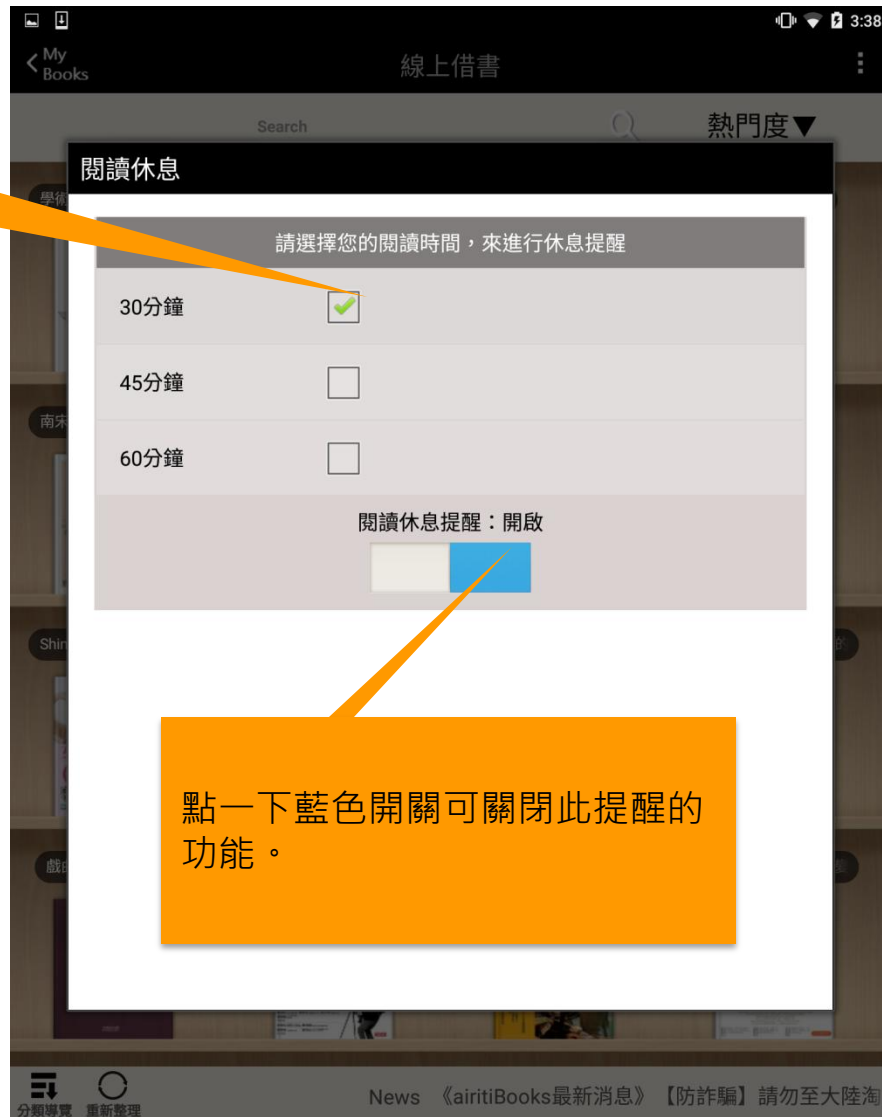 3:38
My
Books
線上借書
Search
熱門度▼
閱讀休息
學術
請選擇您的閱讀時間，來進行休息提醒
30分鐘
45分鐘
南宋
60分鐘
閱讀休息提醒：開啟
Shin
點一下藍色開關可關閉此提醒的
功能。
戲曲
News 《airitiBooks最新消息》【防詐騙】請勿至大陸淘
分類導覽 重新整理